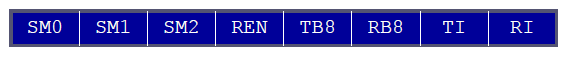 SM0 SM1 SM2 REN TB8 RB8 TI RI